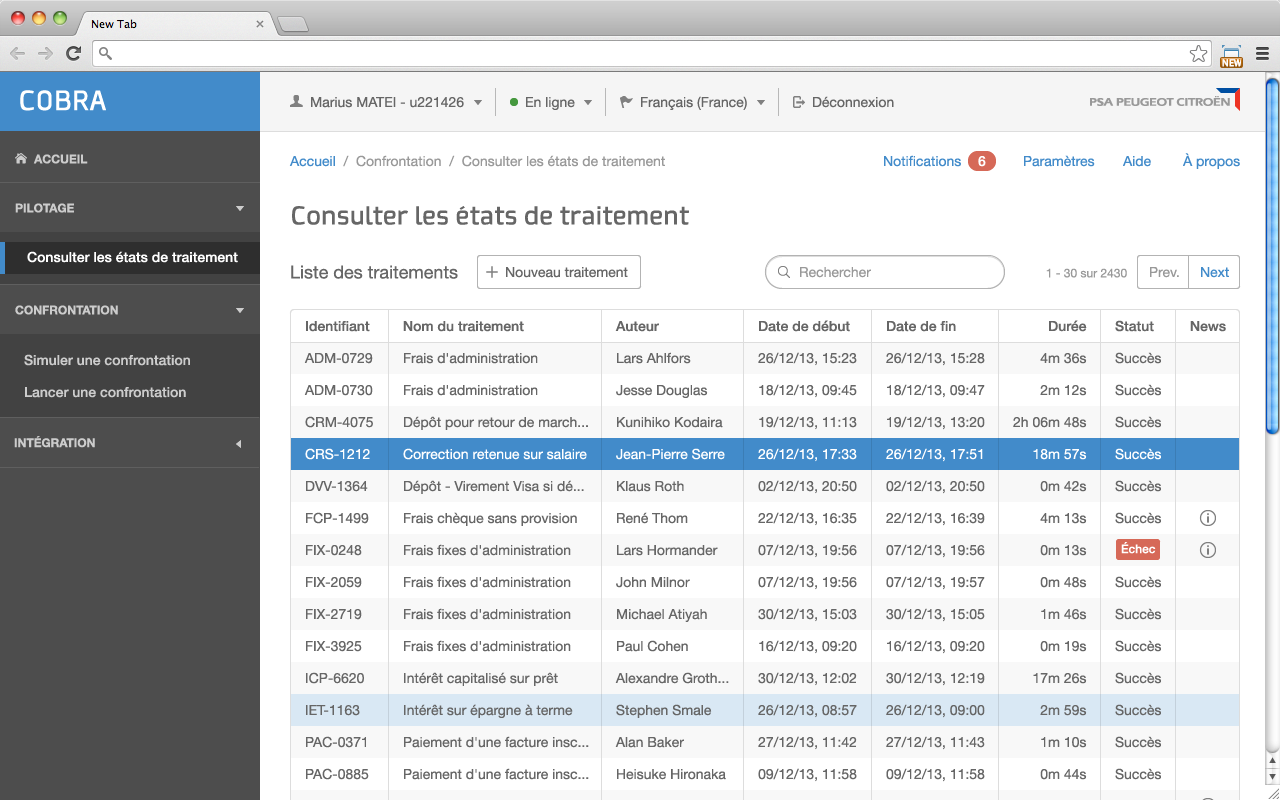 New Tab
NEW
COBRA
Marius MATEI - u221426
En ligne
Français (France)
Déconnexion
PSA PEUGEOT CITROËN
ACCUEIL
PILOTAGE
Consulter les états de traitement
CONFRONTATION
Simuler une confrontation
Lancer une confrontation
INTÉGRATION
Accueil / Confrontation / Consulter les états de traitement
Notifications 6 Paramètres Aide À propos
Consulter les états de traitement
Liste des traitements
Nouveau traitement
Rechercher
1 - 30 sur 2430
Prev. Next
Identifiant Nom du traitement Auteur Date de début Date de fin Durée Statut News
ADM-0729 Frais d'administration Lars Ahlfors 26/12/13, 15:23 26/12/13, 15:28 4m 36s Succès
ADM-0730 Frais d'administration Jesse Douglas 18/12/13, 09:45 18/12/13, 09:47 2m 12s Succès
CRM-4075 Dépôt pour retour de march... Kunihiko Kodaira 19/12/13, 11:13 19/12/13, 13:20 2h 06m 48s Succès
CRS-1212 Correction retenue sur salaire Jean-Pierre Serre 26/12/13, 17:33 26/12/13, 17:51 18m 57s Succès
DVV-1364 Dépôt - Virement Visa si dé... Klaus Roth 02/12/13, 20:50 02/12/13, 20:50 0m 42s Succès
FCP-1499 Frais chèque sans provision René Thom 22/12/13, 16:35 22/12/13, 16:39 4m 13s Succès
FIX-0248 Frais fixes d'administration Lars Hormander 07/12/13, 19:56 07/12/13, 19:56 0m 13s Échec
FIX-2059 Frais fixes d'administration John Milnor 07/12/13, 19:56 07/12/13, 19:57 0m 48s Succès
FIX-2719 Frais fixes d'administration Michael Atiyah 30/12/13, 15:03 30/12/13, 15:05 1m 46s Succès
FIX-3925 Frais fixes d'administration Paul Cohen 16/12/13, 09:20 16/12/13, 09:20 0m 19s Succès
ICP-6620 Intérêt capitalisé sur prêt Alexandre Groth... 30/12/13, 12:02 30/12/13, 12:19 17m 26s Succès
IET-1163 Intérêt sur épargne à terme Stephen Smale 26/12/13, 08:57 26/12/13, 09:00 2m 59s Succès
PAC-0371 Paiement d'une facture insc... Alan Baker 27/12/13, 11:42 27/12/13, 11:43 1m 10s Succès
PAC-0885 Paiement d'une facture insc... Heisuke Hironaka 09/12/13, 11:58 09/12/13, 11:58 0m 44s Succès